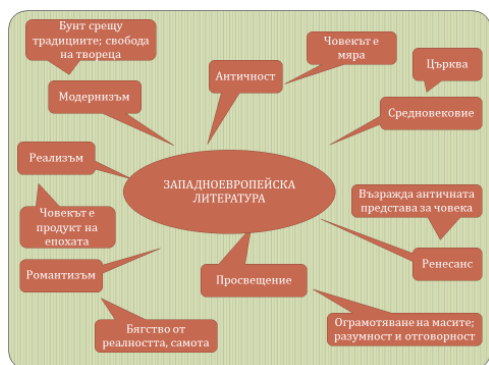 Бунт срещу
традициите; свобода
на твореца
Човекът е
мяра
Църква
Античност
Модернизъм
Средновековие
Реализъм
ЗАПАДНОЕВРОПЕЙСКА
ЛИТЕРАТУРА
Възражда античната
представа за човека
Човекът е
продукт на
епохата
Ренесанс
Романтизъм
Просвещение
Бягство от
реалността, самота
Ограмотяване на масите;
разумност и отговорност